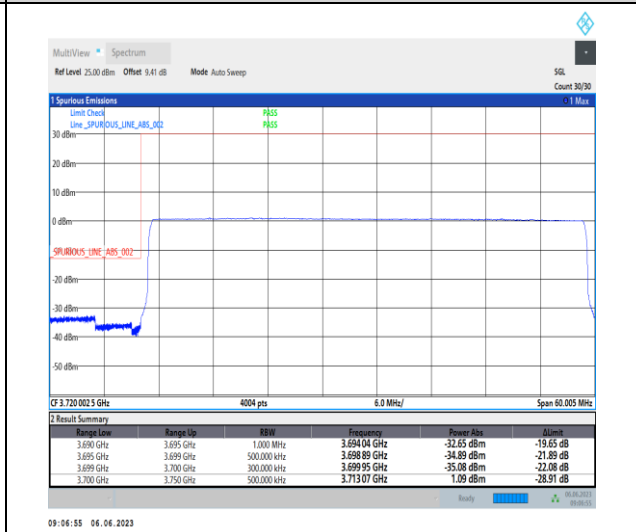 MultiView Spectrum
Ref Level 25.00 dBm Offset 9.41 dB Mode Auto Sweep SGL
Count 30/30
1 Spurious Emissions 1 Max
Limit Check PASS
Line _SPURIOUS_LINE_ABS_002 PASS
30 dBm
20 dBm
10 dBm
0 dBm
_SPURIOUS_LINE_ABS_002
-20 dBm
-30 dBm
-40 dBm
-50 dBm
CF 3.720 002 5 GHz 4004 pts 6.0 MHz/ Span 60.005 MHz
2 Result Summary
Range Low Range Up RBW Frequency Power Abs ΔLimit
3.690 GHz 3.695 GHz 1.000 MHz 3.694 04 GHz -32.65 dBm -19.65 dB
3.695 GHz 3.699 GHz 500.000 kHz 3.698 89 GHz -34.89 dBm -21.89 dB
3.699 GHz 3.700 GHz 300.000 kHz 3.699 95 GHz -35.08 dBm -22.08 dB
3.700 GHz 3.750 GHz 500.000 kHz 3.713 07 GHz 1.09 dBm -28.91 dB
Ready 06.06.2023
09:06:55
09:06:55 06.06.2023